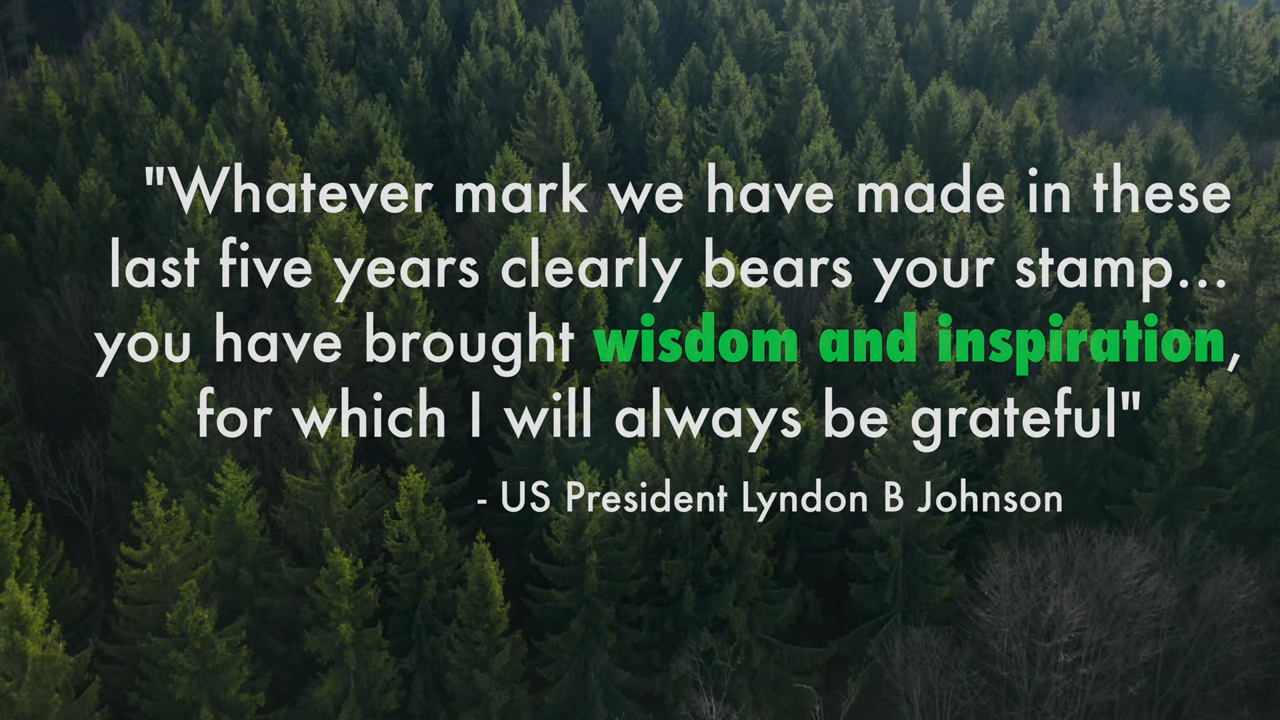 "Whatever mark we have made in these
last five years clearly bears your stamp...
you have brought wisdom and inspiration,
for which I will always be grateful"
- US President Lyndon B Johnson